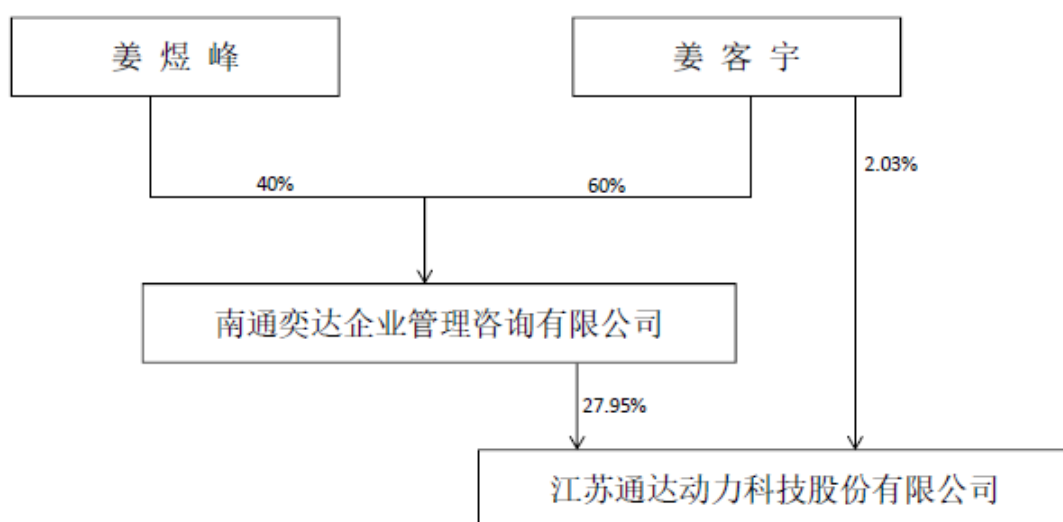 姜 煜 峰
姜 客 宇
40%
60%
2.03%
南通奕达企业管理咨询有限公司
27.95%
江苏通达动力科技股份有限公司